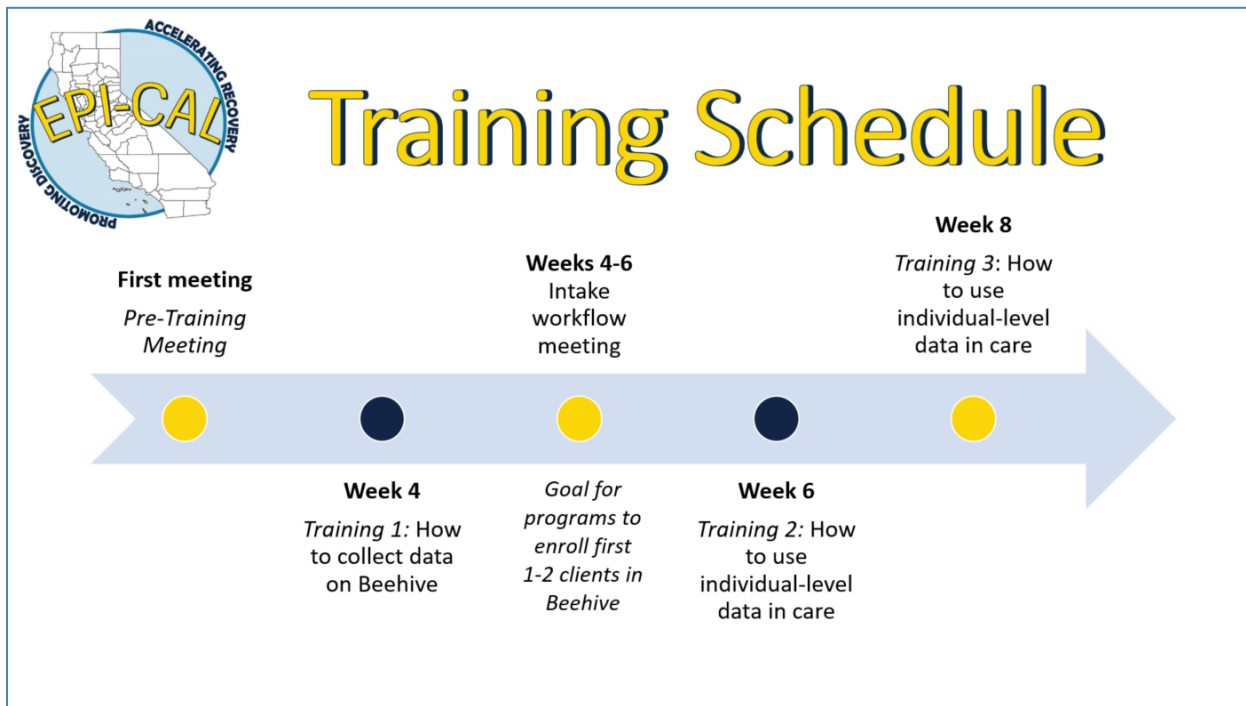 ACCELERATING RECOVERY
EPI-CAL
PROMOTING DISCOVERY
Training Schedule
First meeting
Pre-Training
Meeting
Week 4
Training 1: How
to collect data
on Beehive
Weeks 4-6
Intake
workflow
meeting
Goal for
programs to
enroll first
1-2 clients in
Beehive
Week 6
Training 2: How
to use
individual-level
data in care
Week 8
Training 3: How
to use
individual-level
data in care